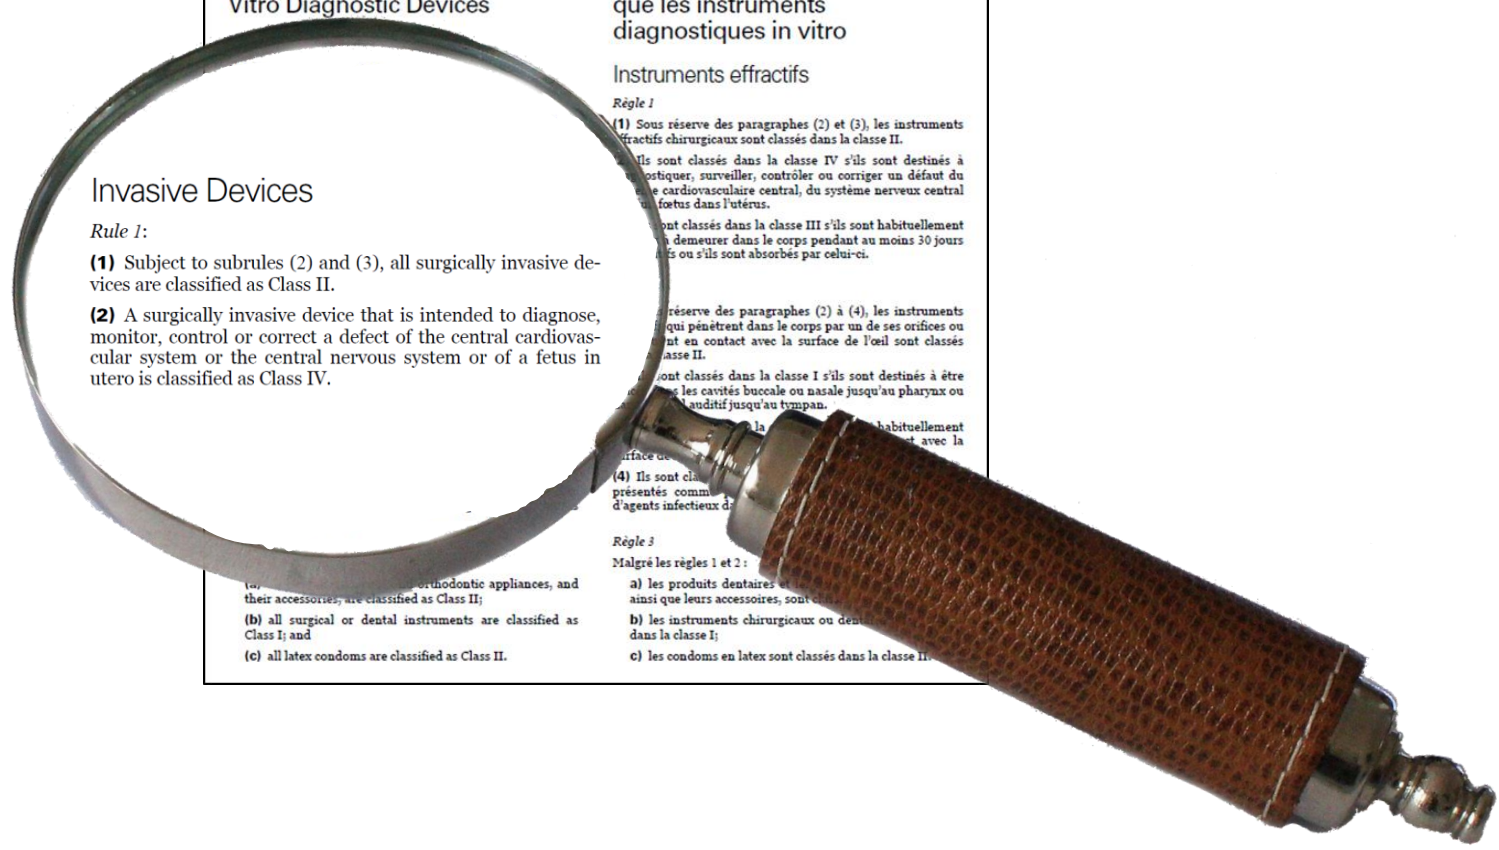 Vitro Diagnostic Devices
Invasive Devices
Rule 1:
(1) Subject to subrules (2) and (3), all surgically invasive de-
vices are classified as Class II.
(2) A surgically invasive device that is intended to diagnose,
monitor, control or correct a defect of the central cardiovas-
cular system or the central nervous system or of a fetus in
utero is classified as Class IV.
orthodontic appliances, and
their accessories, are classified as Class II;
(b) all surgical or dental instruments are classified as
Class I; and
(c) all latex condoms are classified as Class II.
que les instruments
diagnostiques in vitro
Instruments effractifs
Règle 1
(1) Sous réserve des paragraphes (2) et (3), les instruments
effractifs chirurgicaux sont classés dans la classe II.
Ils sont classés dans la classe IV s'ils sont destinés à
surveiller, contrôler ou corriger un défaut du
cardiovasculaire central, du système nerveux central
fœtus dans l'utérus.
sont classés dans la classe III s'ils sont habituellement
à demeurer dans le corps pendant au moins 30 jours
ou s'ils sont absorbés par celui-ci.
réserve des paragraphes (2) à (4), les instruments
qui pénètrent dans le corps par un de ses orifices ou
en contact avec la surface de l'œil sont classés
classe II.
sont classés dans la classe I s'ils sont destinés à être
les cavités buccale ou nasale jusqu'au pharynx ou
auditif jusqu'au tympan.
la habituellement
avec la
(4) Ils sont
présentés
d'agents infectieux
Règle 3
Malgré les règles 1 et 2 :
a) les produits dentaires
ainsi que leurs accessoires, sont
b) les instruments chirurgicaux ou
dans la classe I;
c) les condoms en latex sont classés dans la classe II.